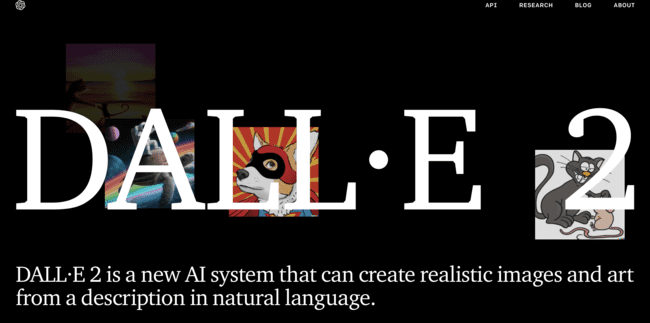 API RESEARCH BLOG ABOUT
DALL·E 2
DALL·E 2 is a new AI system that can create realistic images and art
from a description in natural language.